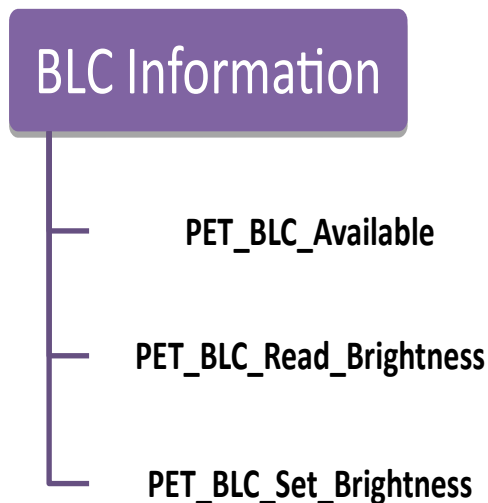 BLC Information
PET_BLC_Available
PET_BLC_Read_Brightness
PET_BLC_Set_Brightness